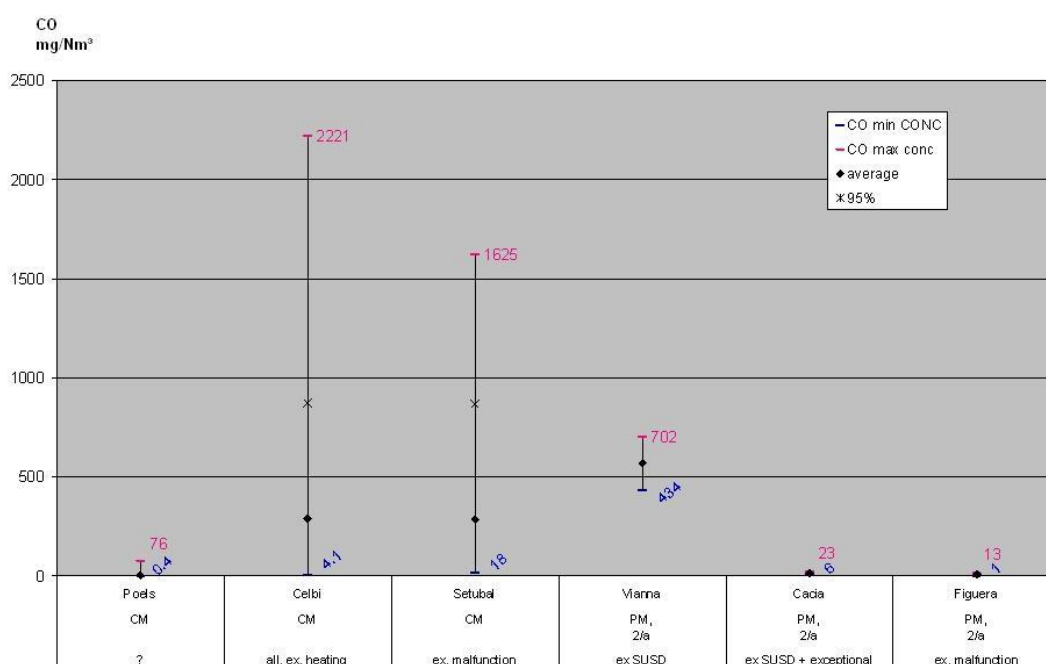 CO
mg/Nm³
2500
2000
1500
1000
500
0
CO min CONC
CO max conc
average
95%
2221
1625
702
434
76
0.4
4.1
18
23
6
13
1
Poels
Celbi
Setubal
Vianna
Cacia
Figuera
CM
CM
CM
PM,
2/a
PM,
2/a
PM,
2/a
?
all. ex. heating
ex. malfunction
ex SUSD
ex SUSD + exceptional
ex. malfunction